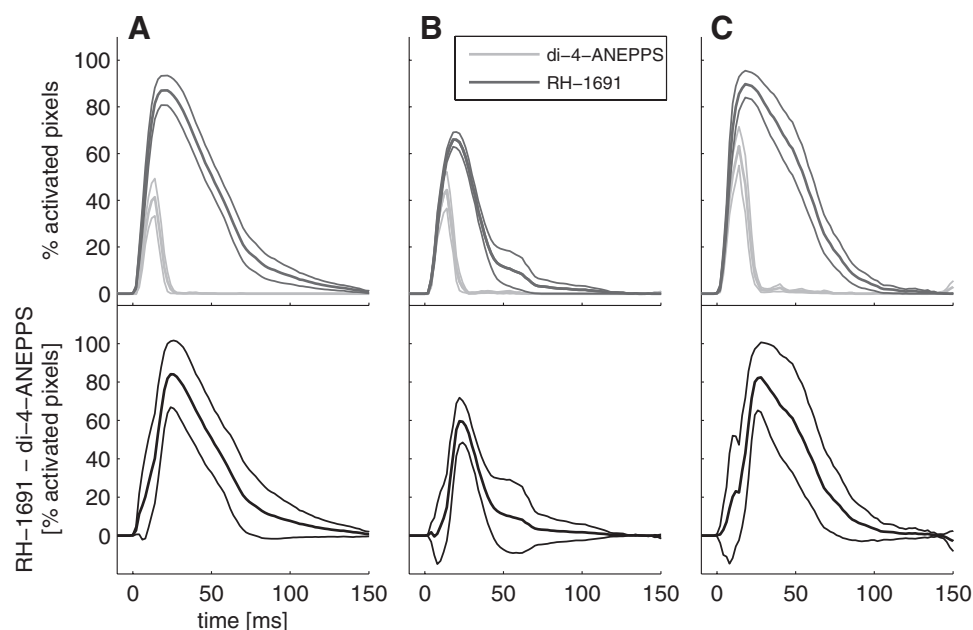 A
B
C
di−4−ANEPPS
RH−1691
% activated pixels
100
80
60
40
20
0
RH−1691 − di−4−ANEPPS
[% activated pixels]
100
80
60
40
20
0
0 50 100 150
0 50 100 150
0 50 100 150
time [ms]